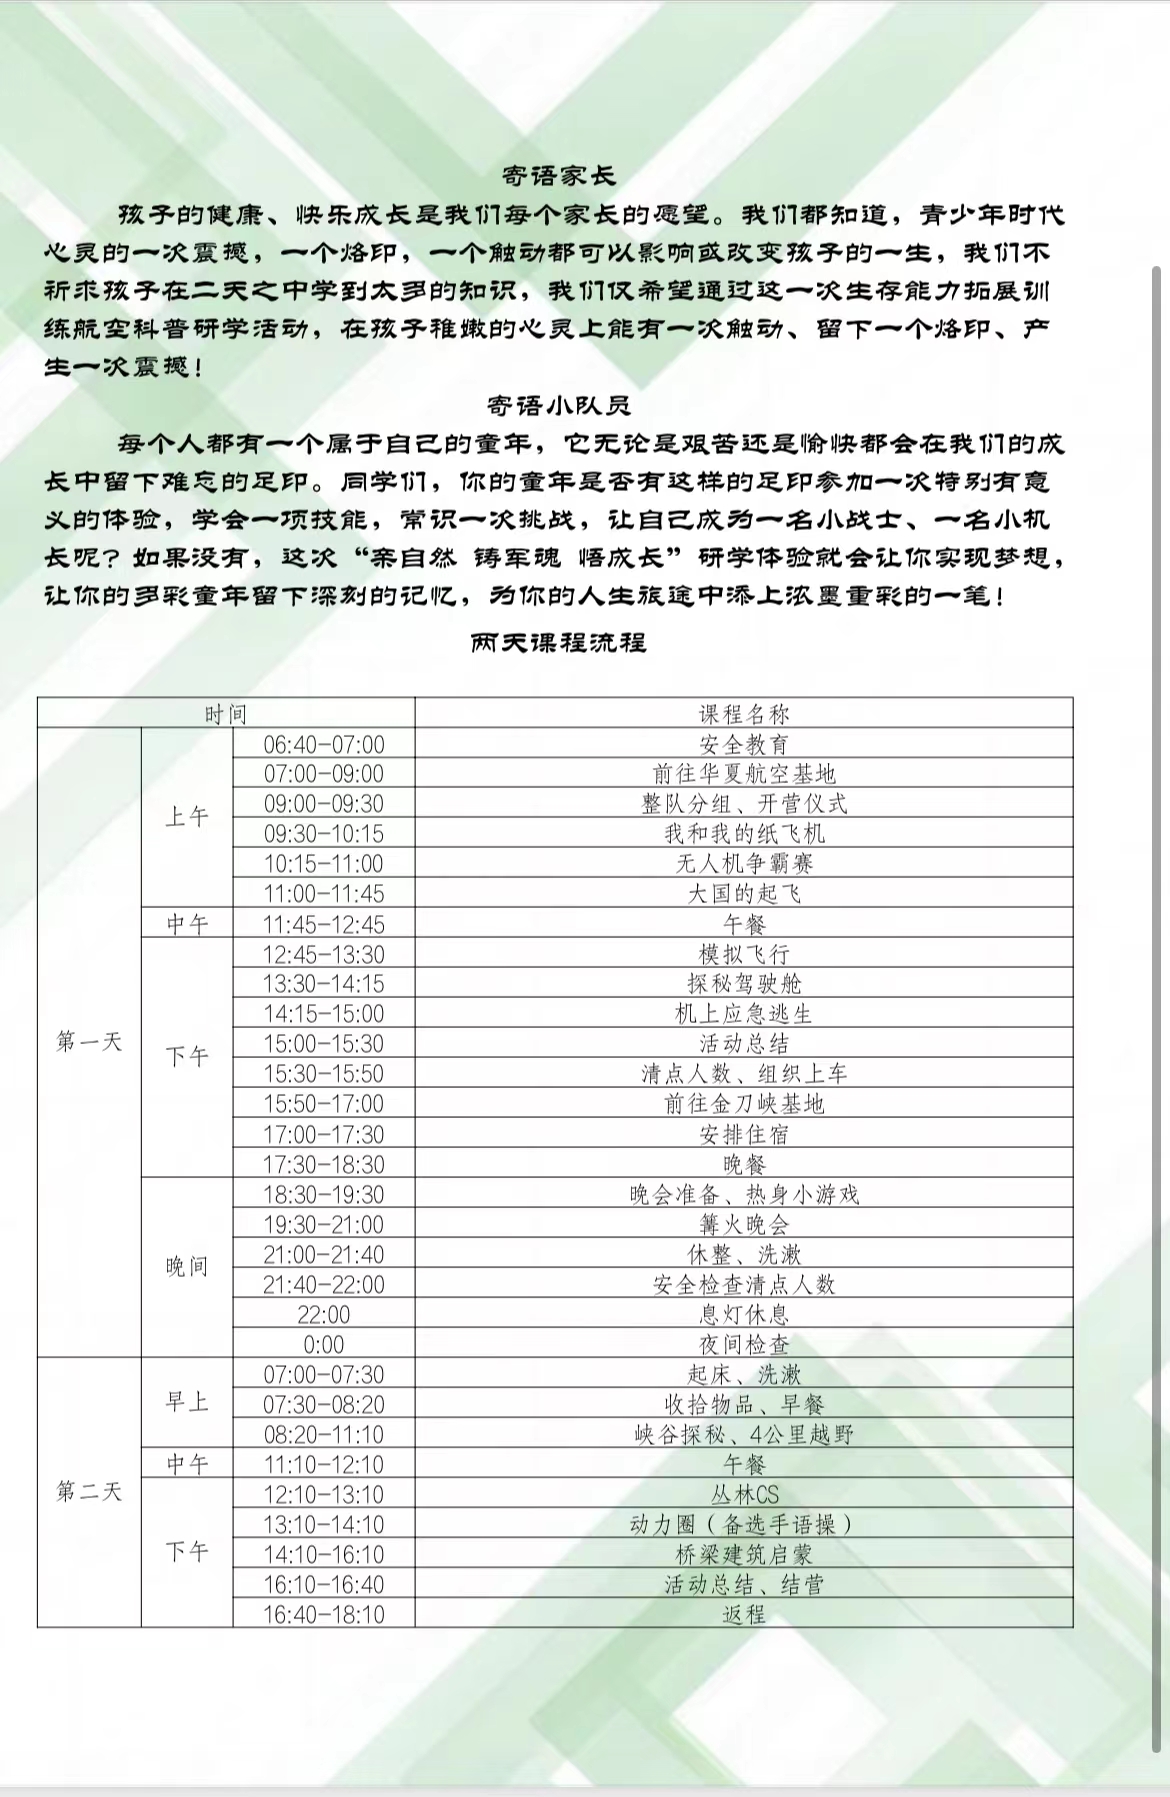 寄语家长
孩子的健康、快乐成长是我们每个家长的愿望。我们都知道，青少年时代
心灵的一次震撼，一个烙印，一个触动都可以影响或改变孩子的一生，我们不
祈求孩子在二天之中学到太多的知识，我们仅希望通过这一次生存能力拓展训
练航空科普研学活动，在孩子稚嫩的心灵上能有一次触动、留下一个烙印、产
生一次震撼！
寄语小队员
每个人都有一个属于自己的童年，它无论是艰苦还是愉快都会在我们的成
长中留下难忘的足印。同学们，你的童年是否有这样的足印参加一次特别有意
义的体验，学会一项技能，常识一次挑战，让自己成为一名小战士、一名小机
长呢？如果没有，这次“亲自然 铸军魂 悟成长”研学体验就会让你实现梦想，
让你的多彩童年留下深刻的记忆，为你的人生旅途中添上浓墨重彩的一笔！
两天课程流程
时间 课程名称
第一天
上午
06:40-07:00 安全教育
07:00-09:00 前往华夏航空基地
09:00-09:30 整队分组、开营仪式
09:30-10:15 我和我的纸飞机
10:15-11:00 无人机争霸赛
11:00-11:45 大国的起飞
中午 11:45-12:45 午餐
下午
12:45-13:30 模拟飞行
13:30-14:15 探秘驾驶舱
14:15-15:00 机上应急逃生
15:00-15:30 活动总结
15:30-15:50 清点人数、组织上车
15:50-17:00 前往金刀峡基地
17:00-17:30 安排住宿
17:30-18:30 晚餐
晚间
18:30-19:30 晚会准备、热身小游戏
19:30-21:00 篝火晚会
21:00-21:40 休整、洗漱
21:40-22:00 安全检查清点人数
22:00 息灯休息
0:00 夜间检查
第二天
早上
07:00-07:30 起床、洗漱
07:30-08:20 收拾物品、早餐
08:20-11:10 峡谷探秘、4公里越野
中午 11:10-12:10 午餐
下午
12:10-13:10 丛林CS
13:10-14:10 动力圈（备选手语操）
14:10-16:10 桥梁建筑启蒙
16:10-16:40 活动总结、结营
16:40-18:10 返程